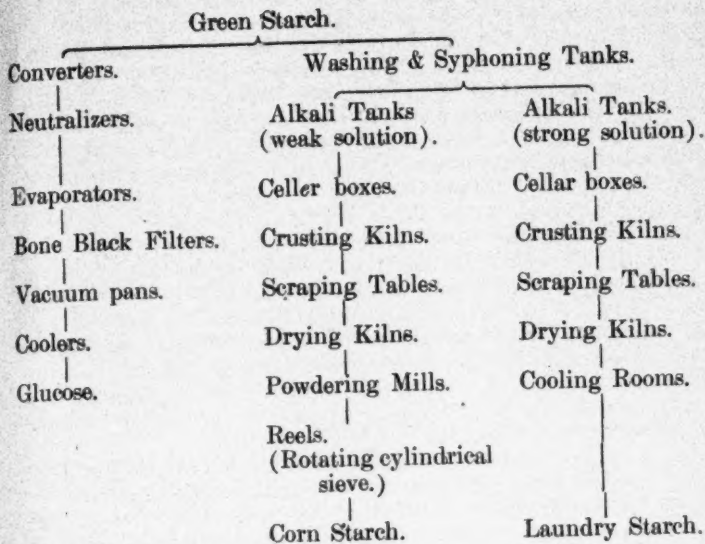 Green Starch.
Converters.
Neutralizers.
Evaporators.
Bone Black Filters.
Vacuum pans.
Coolers.
Glucose.
Washing & Syphoning Tanks.
Alkali Tanks
(weak solution).
Celler boxes.
Crusting Kilns.
Scraping Tables.
Drying Kilns.
Powdering Mills.
Reels.
(Rotating cylindrical
sieve.)
Corn Starch.
Alkali Tanks.
(strong solution).
Cellar boxes.
Crusting Kilns.
Scraping Tables.
Drying Kilns.
Cooling Rooms.
Laundry Starch.